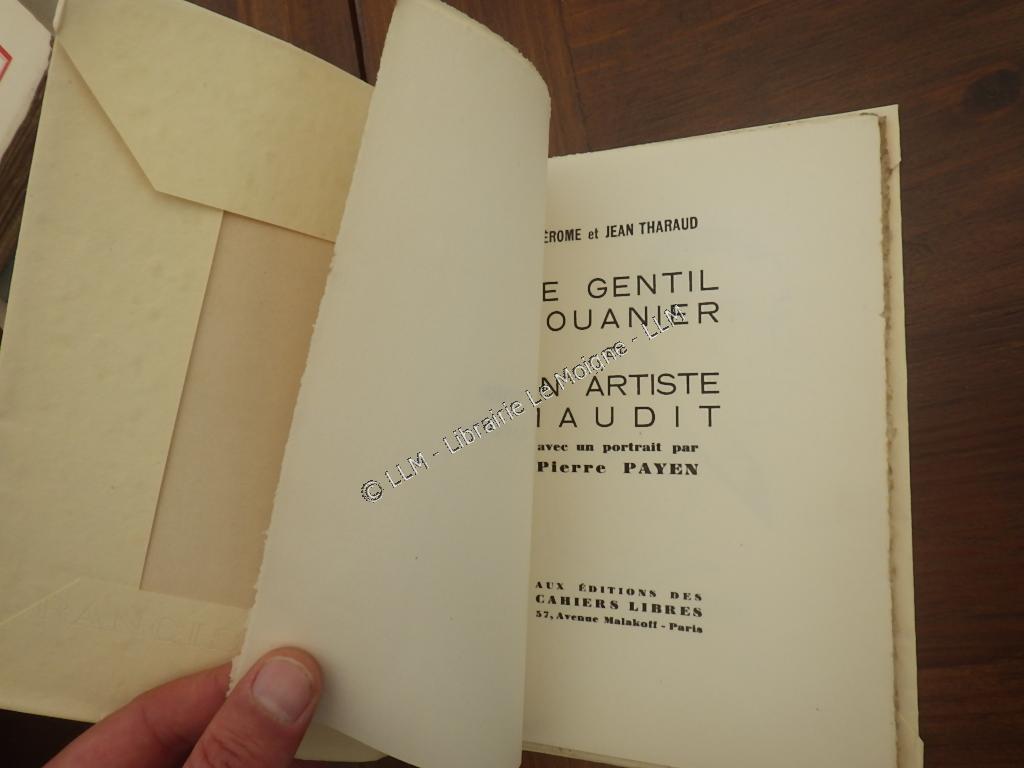 ÉROME et JEAN THARAUD
E GENTIL
OUANIER
ARTISTE
AUDIT
avec un portrait par
Pierre PAYEN
AUX ÉDITIONS DES
CAHIERS LIBRES
57, Avenue Malakoff - Paris
© LLM - Librairie Le Moigne - LLM